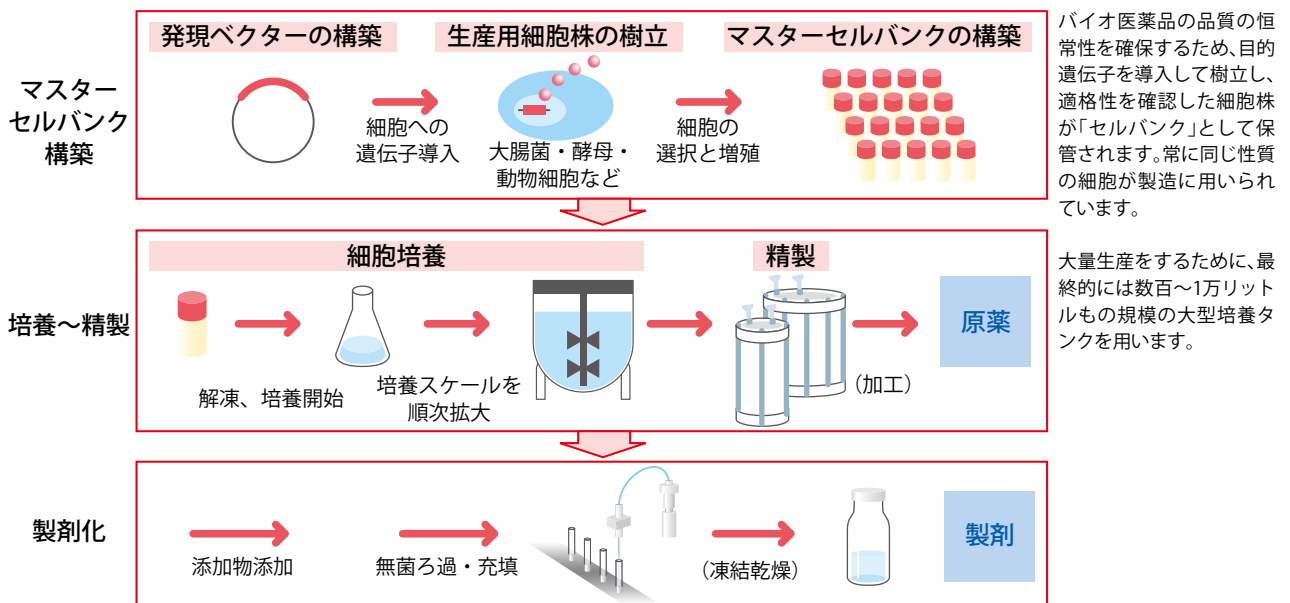 マスター
セルバンク
構築
発現ベクターの構築
生産用細胞株の樹立
マスターセルバンクの構築
細胞への
遺伝子導入
大腸菌・酵母・
動物細胞など
細胞の
選択と増殖
バイオ医薬品の品質の恒
常性を確保するため、目的
遺伝子を導入して樹立し、
適格性を確認した細胞株
が「セルバンク」として保
管されます。常に同じ性質
の細胞が製造に用いられ
ています。
培養〜精製
細胞培養
精製
解凍、培養開始
培養スケールを
順次拡大
（加工）
原薬
大量生産をするために、最
終的には数百〜1万リット
ルもの規模の大型培養タ
ンクを用います。
製剤化
添加物添加
無菌ろ過・充填
（凍結乾燥）
製剤